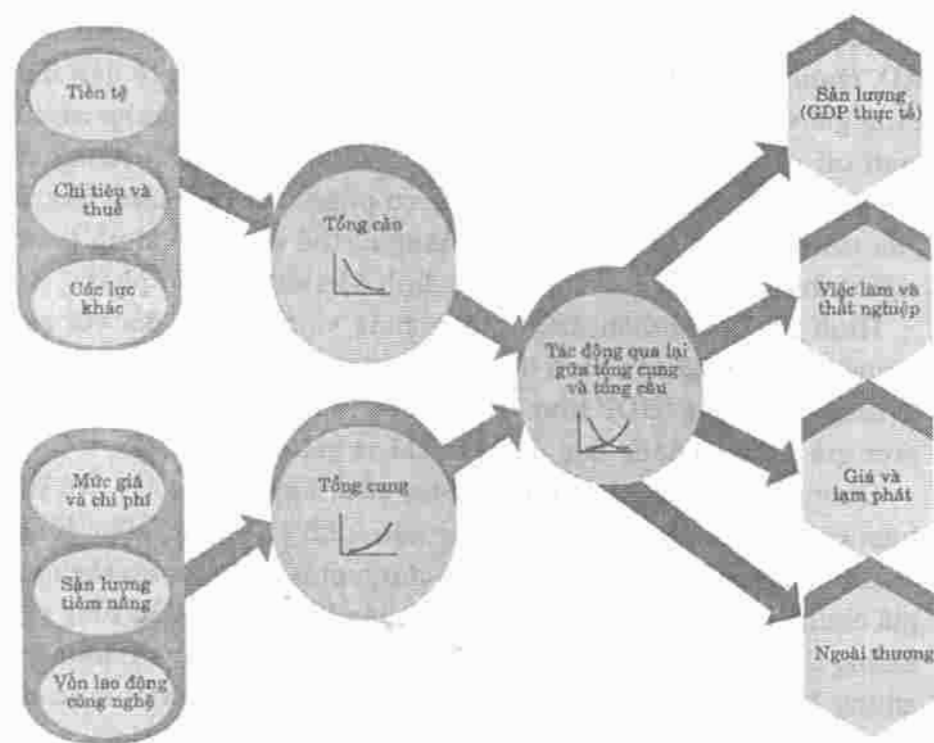 Tiền tệ
Chi tiêu và
thuế
Các lực
khác
Tổng cầu
Mức giá
và chi phí
Sản lượng
tiềm năng
Vốn lao động
công nghệ
Tổng cung
Tác động qua lại
gữa tổng cung
và tổng cầu
Sản lượng
(GDP thực tế)
Việc làm và
thất nghiệp
Giá và
lạm phát
Ngoài thương